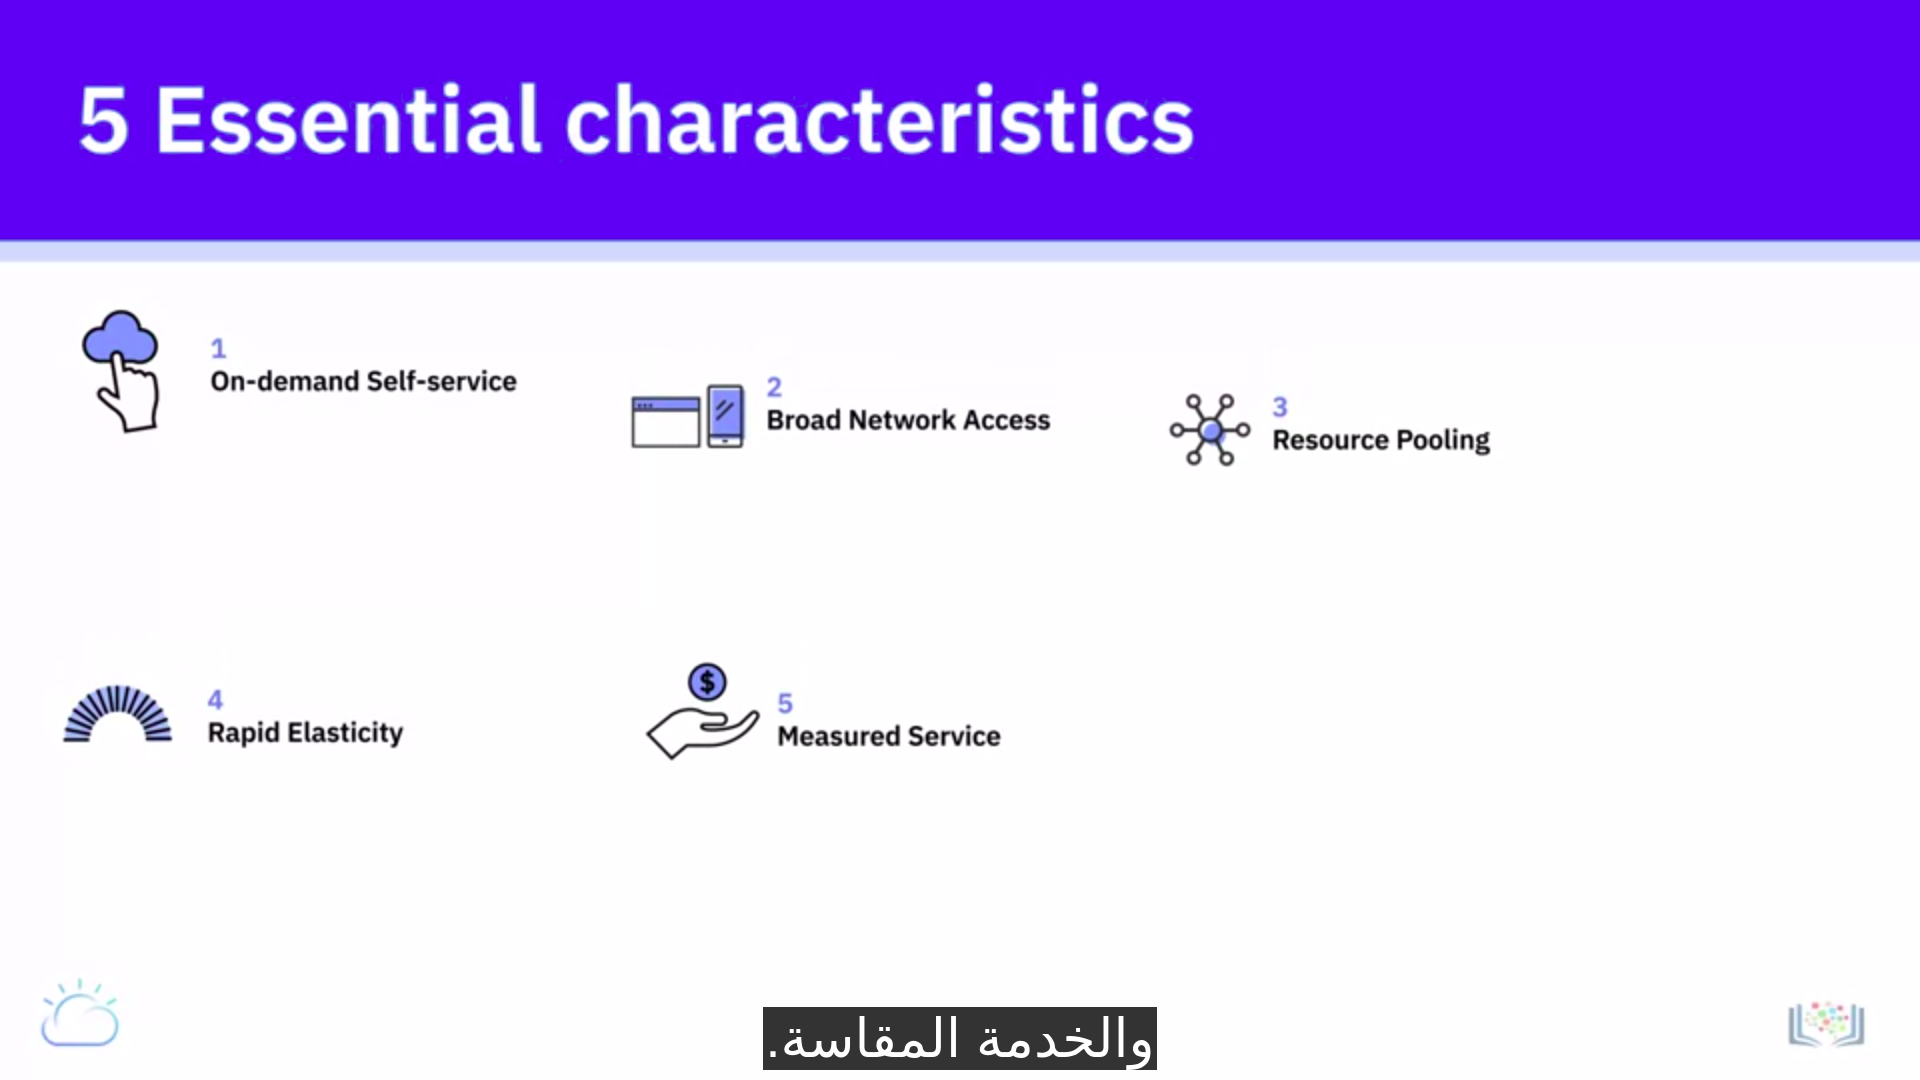 5 Essential characteristics
1
On-demand Self-service
2
Broad Network Access
3
Resource Pooling
4
Rapid Elasticity
$
5
Measured Service
والخدمة المقاسة.